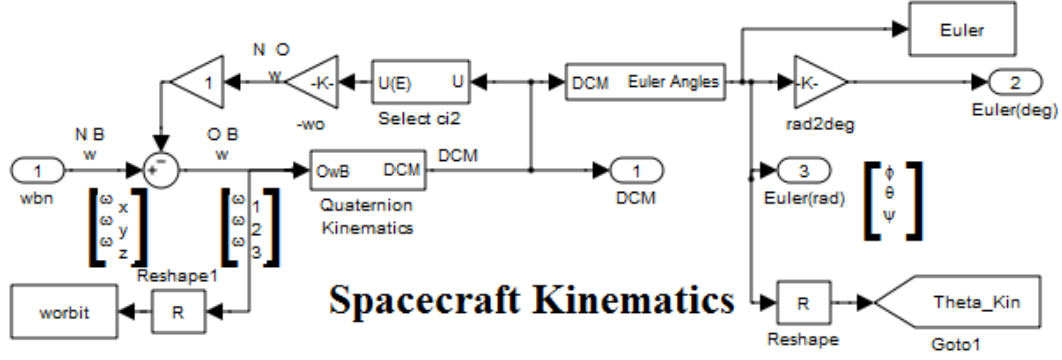 Euler
N O
w
1
-K-
U(E) U
DCM Euler Angles
-K-
2
-wo
Select ci2
rad2deg
Euler(deg)
N B
w
O B
w
DCM
1
+ −
OwB DCM
1
3
wbn
Quaternion
Kinematics
DCM
Euler(rad)
ω x
ω y
ω z
ω 1
ω 2
ω 3
ϕ
θ
ψ
Reshape1
worbit
R
Spacecraft Kinematics
R
Theta_Kin
Reshape
Goto1